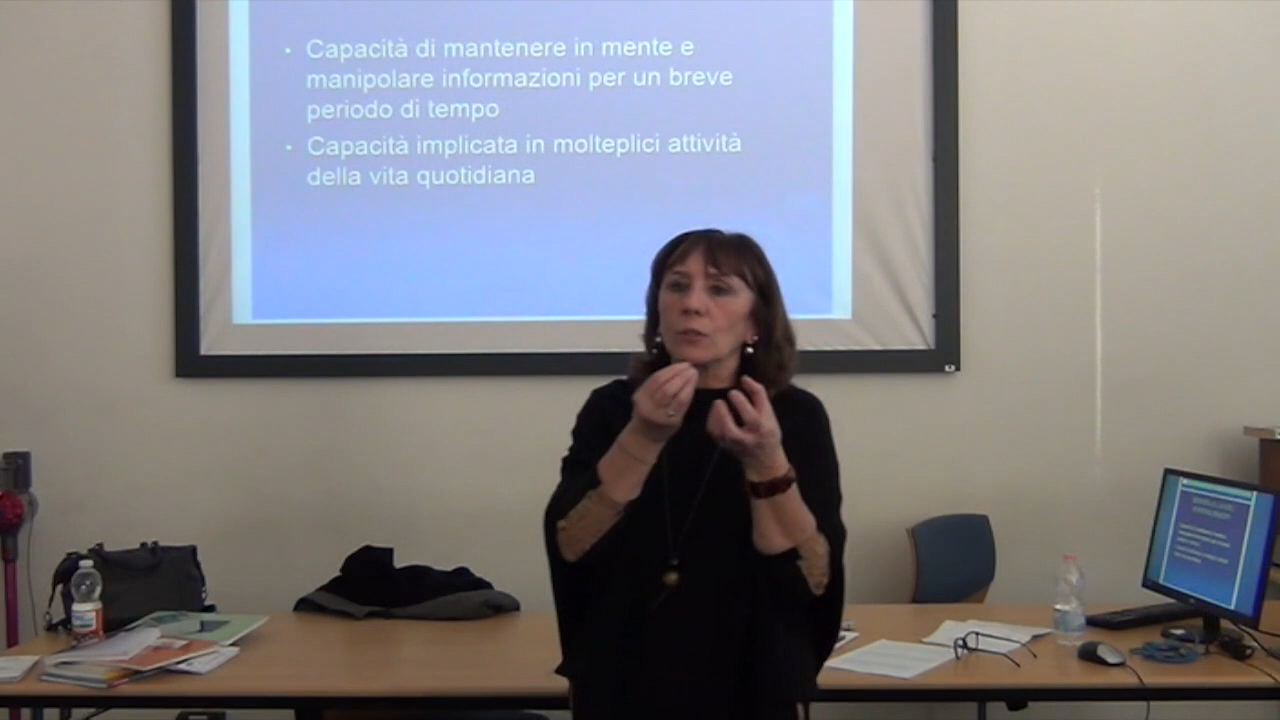 • Capacità di mantenere in mente e
manipolare informazioni per un breve
periodo di tempo
• Capacità implicata in molteplici attività
della vita quotidiana